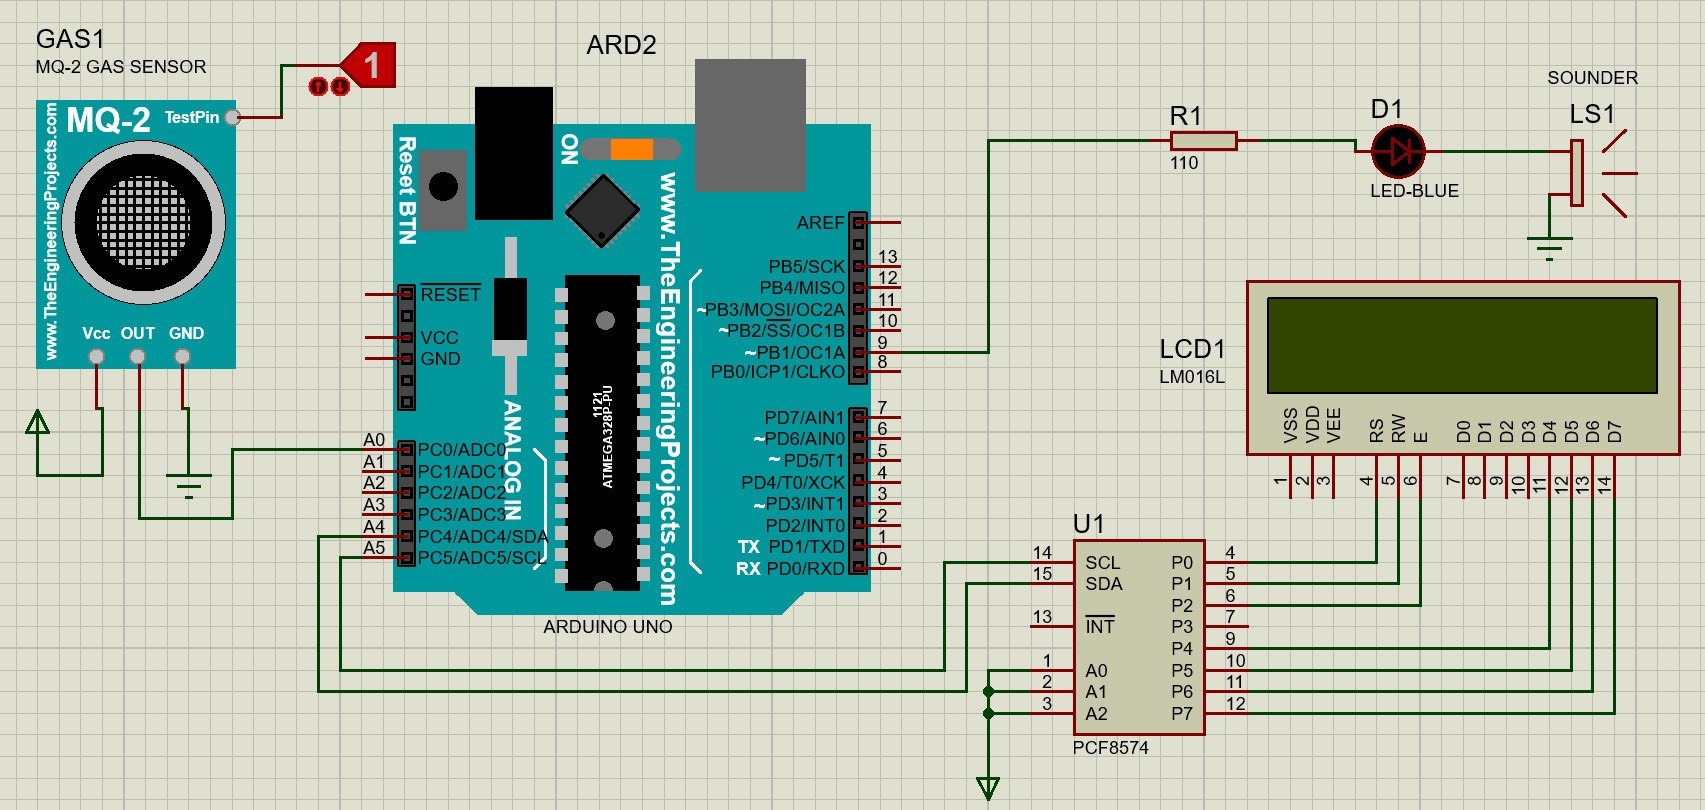 GAS1
MQ-2 GAS SENSOR
1
MQ-2
TestPin
www.TheEngineeringProjects.com
Vcc OUT GND
ARD2
Reset BTN
ON
www.TheEngineeringProjects.com
RESET
VCC
GND
ANALOG IN
1121
ATMEGA328P-PU
A0 PC0/ADC0
A1 PC1/ADC1
A2 PC2/ADC2
A3 PC3/ADC3
A4 PC4/ADC4/SDA
A5 PC5/ADC5/SCL
AREF
PB5/SCK 13
PB4/MISO 12
~PB3/MOSI/OC2A 11
~PB2/SS/OC1B 10
~PB1/OC1A 9
PB0/ICP1/CLKO 8
PD7/AIN1 7
~PD6/AIN0 6
~PD5/T1 5
PD4/T0/XCK 4
~PD3/INT1 3
PD2/INT0 2
TX PD1/TXD 1
RX PD0/RXD 0
ARDUINO UNO
R1
110
D1
LED-BLUE
SOUNDER
LS1
LCD1
LM016L
VSS VDD VEE RS RW E D0 D1 D2 D3 D4 D5 D6 D7
1 2 3 4 5 6 7 8 9 10 11 12 13 14
U1
14 SCL P0 4
15 SDA P1 5
P2 6
13 INT P3 7
P4 9
1 A0 P5 10
2 A1 P6 11
3 A2 P7 12
PCF8574